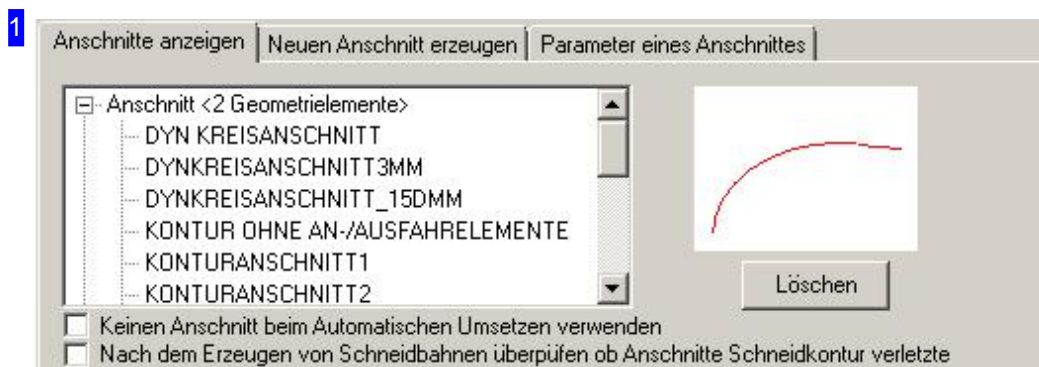 1
Anschnitte anzeigen Neuen Anschnitt erzeugen Parameter eines Anschnittes
Anschnitt <2 Geometrielemente>
DYN KREISANSCHNITT
DYNKREISANSCHNITT3MM
DYNKREISANSCHNITT_15DMM
KONTUR OHNE AN-/AUSFAHRELEMENTE
KONTURANSCHNITT1
KONTURANSCHNITT2
Löschen
Keinen Anschnitt beim Automatischen Umsetzen verwenden
Nach dem Erzeugen von Schneidbahnen überpüfen ob Anschnitte Schneidkontur verletzte